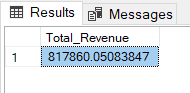 Results Messages
Total_Revenue
1 817860.05083847